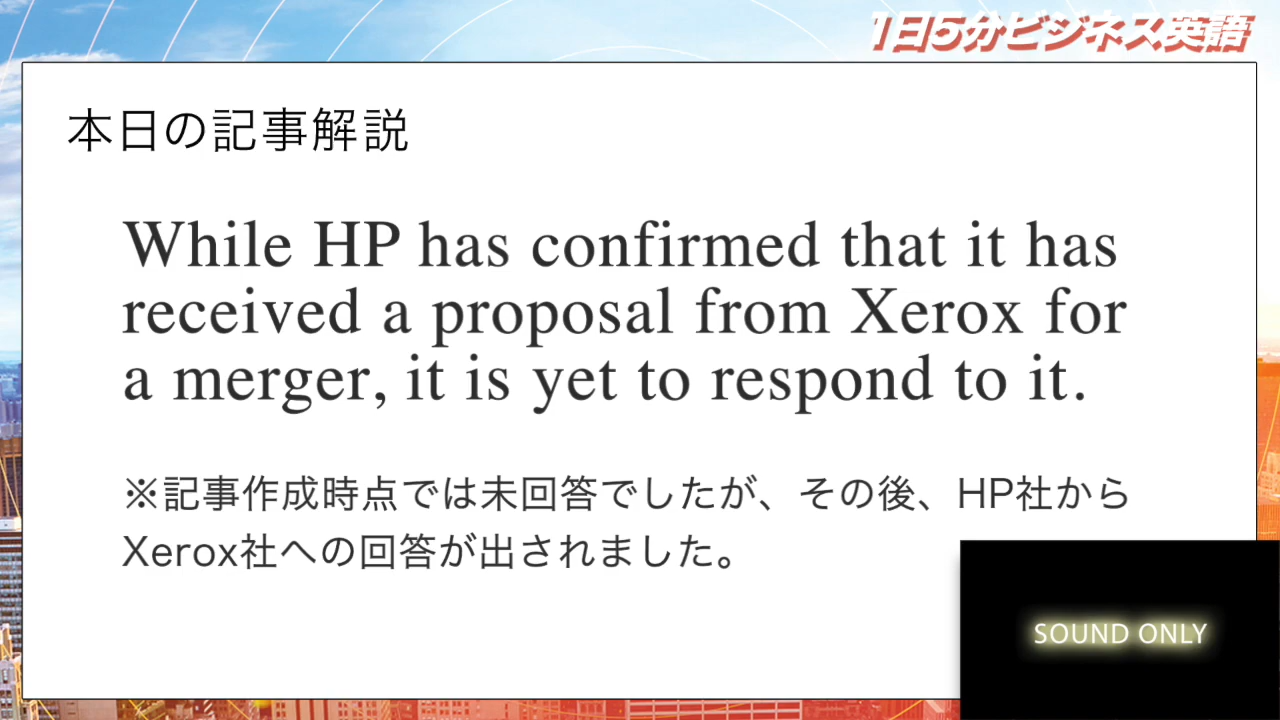 1日5分ビジネス英語
本日の記事解説
While HP has confirmed that it has
received a proposal from Xerox for
a merger, it is yet to respond to it.
※記事作成時点では未回答でしたが、その後、HP社から
Xerox社への回答が出されました。
SOUND ONLY